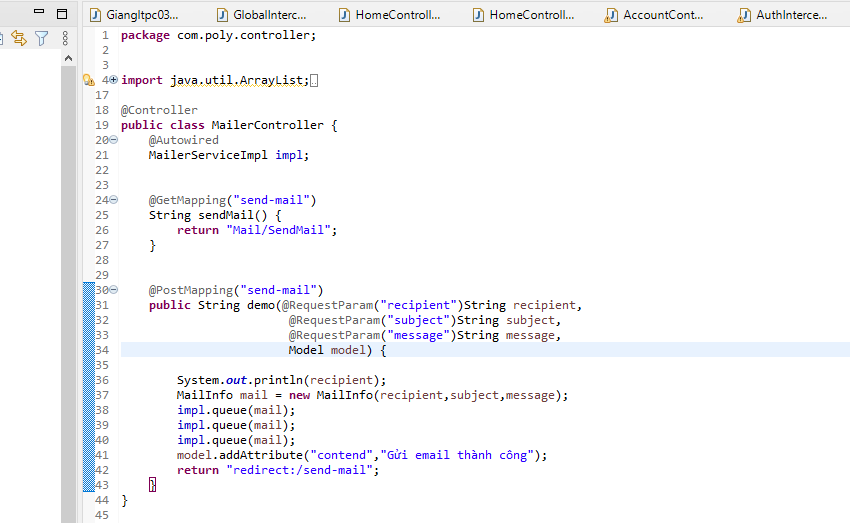 GiangItpc03... GlobalInterc... HomeControll... HomeControll... AccountCont... AuthInterce...
1 package com.poly.controller;
2
3
4 import java.util.ArrayList;
17
18 @Controller
19 public class MailerController {
20 @Autowired
21 MailerServiceImpl impl;
22
23
24 @GetMapping("send-mail")
25 String sendMail() {
26 return "Mail/SendMail";
27 }
28
29
30 @PostMapping("send-mail")
31 public String demo(@RequestParam("recipient")String recipient,
32 @RequestParam("subject")String subject,
33 @RequestParam("message")String message,
34 Model model) {
35
36 System.out.println(recipient);
37 MailInfo mail = new MailInfo(recipient,subject,message);
38 impl.queue(mail);
39 impl.queue(mail);
40 impl.queue(mail);
41 model.addAttribute("contend","Gửi email thành công");
42 return "redirect:/send-mail";
43 }
44 }
45